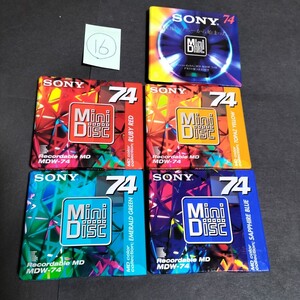 16
SONY 74
Mini
Disc
SONY
74
Mini
Disc
RUBY RED
Recordable MD
MDW-74
SONY
74
Mini
Disc
TOPAZ YELLOW
Recordable MD
MDW-74
SONY
74
Mini
Disc
EMERALD GREEN
Recordable MD
MDW-74
SONY
74
Mini
Disc
SAPPHIRE BLUE
Recordable MD
MDW-74